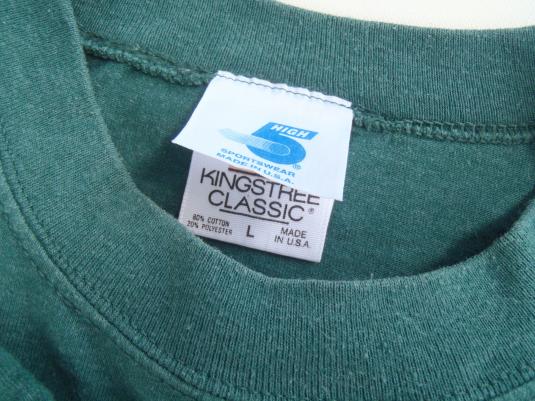 HIGH
5®
SPORTSWEAR
MADE IN U.S.A.
KINGSTREE
CLASSIC®
80% COTTON
20% POLYESTER
L
MADE
IN U.S.A.